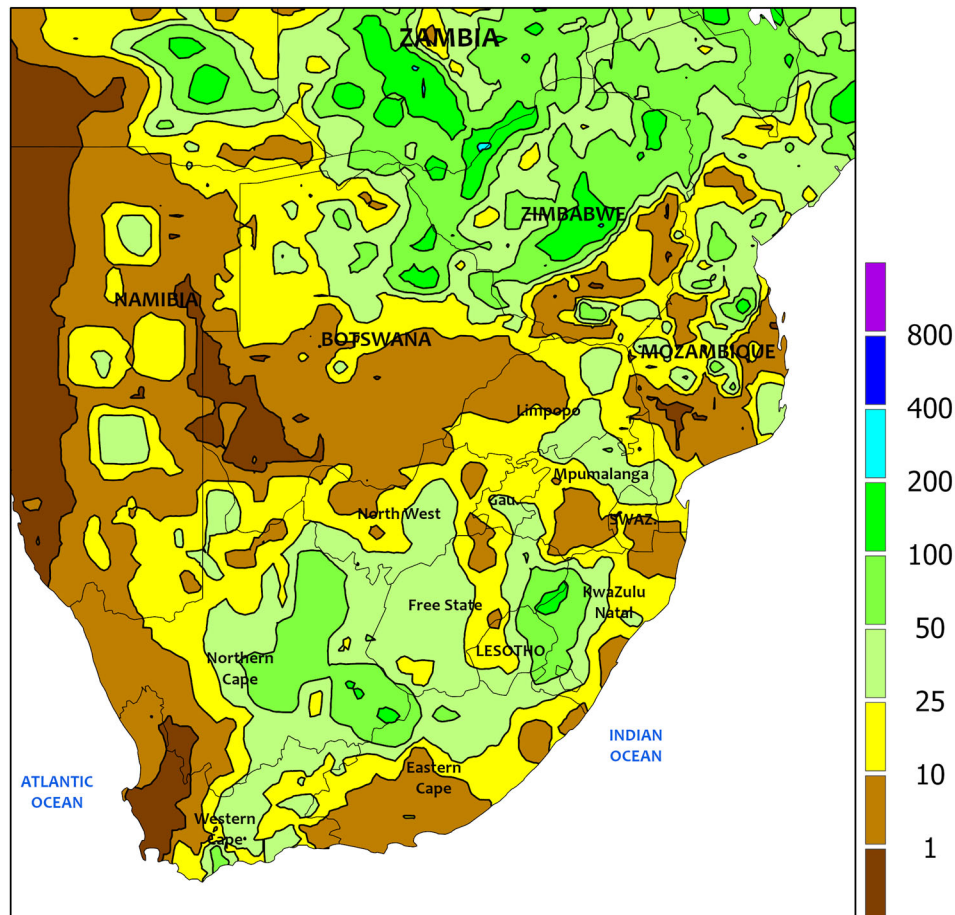 ZAMBIA
ZIMBABWE
NAMIBIA
BOTSWANA
MOZAMBIQUE
Limpopo
Mpumalanga
North West
Gau.
SWAZ.
Free State
KwaZulu
Natal
LESOTHO
Northern
Cape
INDIAN
OCEAN
ATLANTIC
OCEAN
Eastern
Cape
Western
Cape
800
400
200
100
50
25
10
1